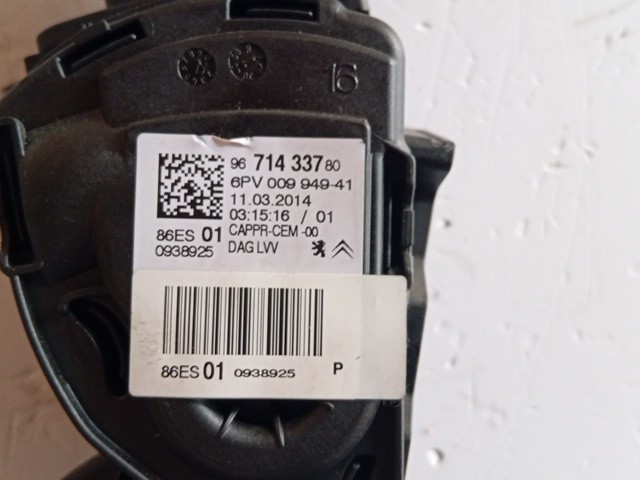 16
96 714 337 80
6PV 009 949-41
11.03.2014
03:15:16 / 01
86ES 01 CAPPR-CEM -00
0938925 DAG LVV
86ES 01 0938925 P